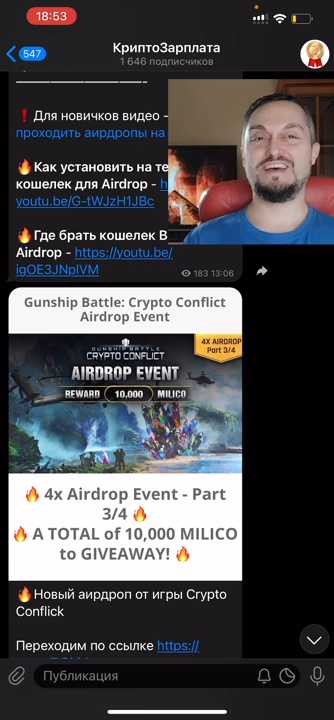 18:53
547
КриптоЗарплата
1 646 подписчиков
❗Для новичков видео -
проходить аирдропы на
🔥Как установить на те
кошелек для Airdrop - h
youtu.be/G-tWJzH1JBc
🔥Где брать кошелек В
Airdrop - https://youtu.be/
igOE3JNpIVM
183 13:06
Gunship Battle: Crypto Conflict
Airdrop Event
4X AIRDROP
Part 3/4
GUNSHIP BATTLE
CRYPTO CONFLICT
AIRDROP EVENT
REWARD 10,000 MILICO
🔥 4x Airdrop Event - Part
3/4 🔥
🔥 A TOTAL of 10,000 MILICO
to GIVEAWAY! 🔥
🔥Новый аирдроп от игры Crypto
Conflick
Переходим по ссылке https://
Публикация